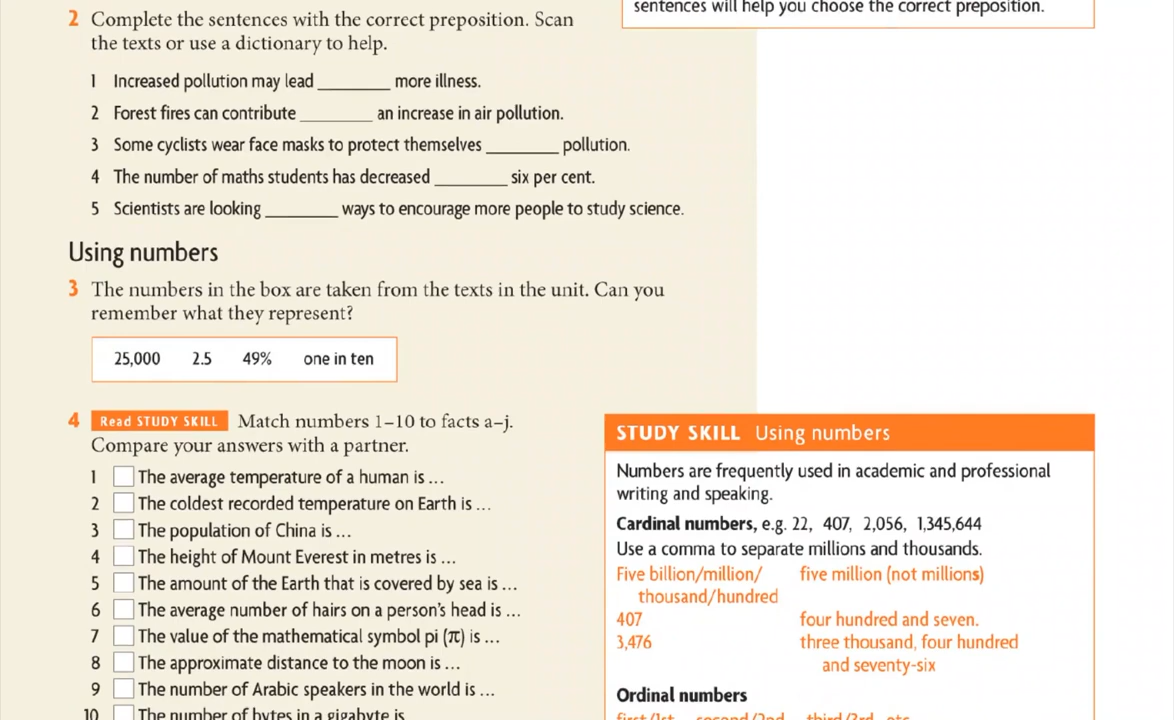 2 Complete the sentences with the correct preposition. Scan
the texts or use a dictionary to help.
1 Increased pollution may lead ________ more illness.
2 Forest fires can contribute ________ an increase in air pollution.
3 Some cyclists wear face masks to protect themselves ________ pollution.
4 The number of maths students has decreased ________ six per cent.
5 Scientists are looking ________ ways to encourage more people to study science.
Using numbers
3 The numbers in the box are taken from the texts in the unit. Can you
remember what they represent?
25,000 2.5 49% one in ten
4 Read STUDY SKILL Match numbers 1–10 to facts a–j.
Compare your answers with a partner.
1 The average temperature of a human is …
2 The coldest recorded temperature on Earth is …
3 The population of China is …
4 The height of Mount Everest in metres is …
5 The amount of the Earth that is covered by sea is …
6 The average number of hairs on a person's head is …
7 The value of the mathematical symbol pi (π) is …
8 The approximate distance to the moon is …
9 The number of Arabic speakers in the world is …
10 The number of bytes in a gigabyte is
sentences will help you choose the correct preposition.
STUDY SKILL Using numbers
Numbers are frequently used in academic and professional
writing and speaking.
Cardinal numbers, e.g. 22, 407, 2,056, 1,345,644
Use a comma to separate millions and thousands.
Five billion/million/ five million (not millions)
thousand/hundred
407 four hundred and seven.
3,476 three thousand, four hundred
and seventy-six
Ordinal numbers
first/1st second/2nd third/3rd etc.